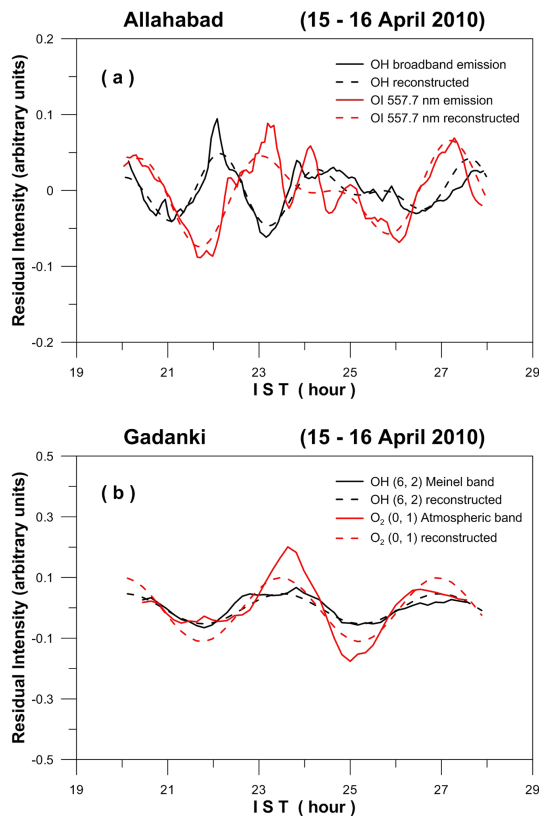 Allahabad (15 - 16 April 2010)
0.2
( a )
OH broadband emission
OH reconstructed
OI 557.7 nm emission
OI 557.7 nm reconstructed
0.1
0
-0.1
-0.2
Residual Intensity (arbitrary units)
19 21 23 25 27 29
I S T ( hour )
Gadanki (15 - 16 April 2010)
0.5
( b )
OH (6, 2) Meinel band
OH (6, 2) reconstructed
O₂ (0, 1) Atmospheric band
O₂ (0, 1) reconstructed
0.3
0.1
-0.1
-0.3
-0.5
Residual Intensity (arbitrary units)
19 21 23 25 27 29
I S T ( hour )